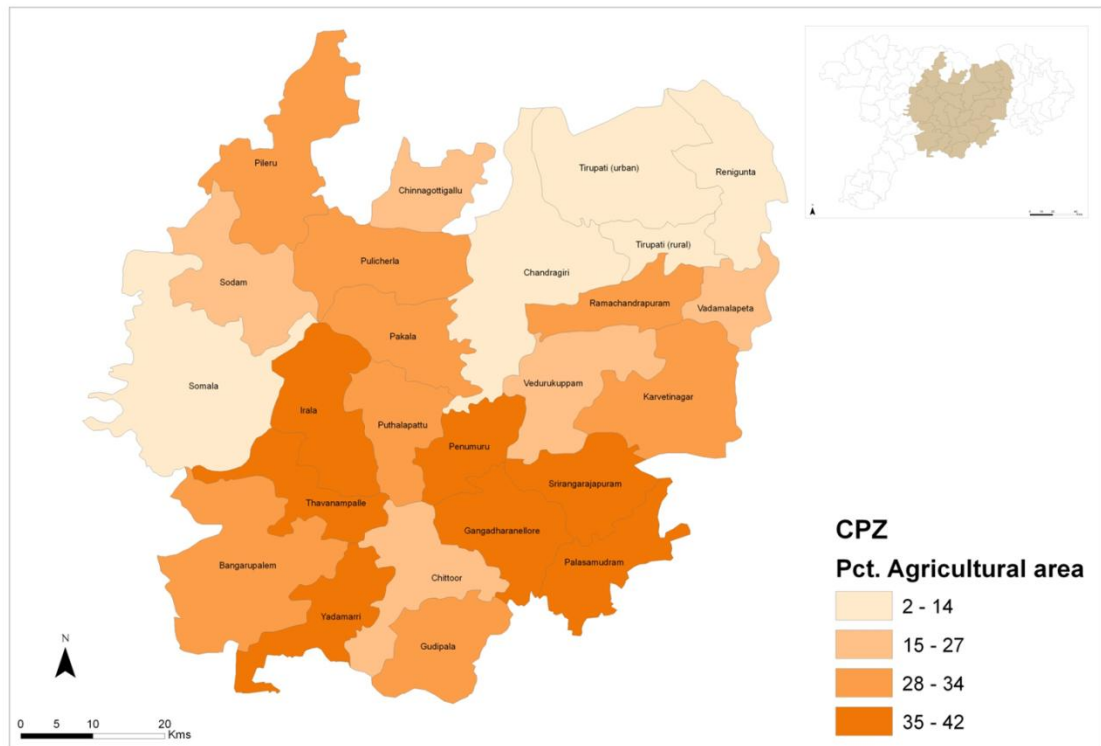 Pileru
Chinnagottigallu
Tirupati (urban)
Renigunta
Tirupati (rural)
Pulicherla
Chandragiri
Sodam
Ramachandrapuram
Vadamalapeta
Pakala
Somala
Vedurukuppam
Karvetinagar
Irala
Puthalapattu
Penumuru
Srirangarajapuram
Thavanampalle
Gangadharanellore
Palasamudram
Bangarupalem
Chittoor
Yadamarri
Gudipala
N
0 5 10 20
Kms
CPZ
Pct. Agricultural area
2 - 14
15 - 27
28 - 34
35 - 42